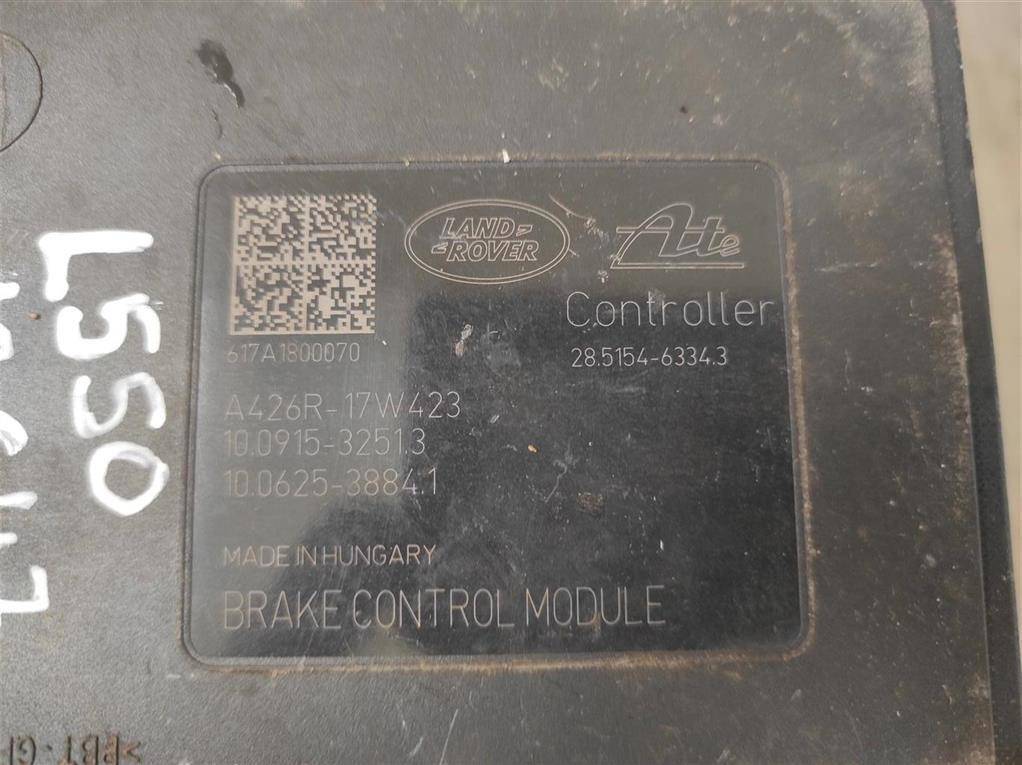 LAND
ROVER
Ate
Controller
617A1800070
28.5154-6334.3
A426R-17W423
10.0915-3251.3
10.0625-3884.1
MADE IN HUNGARY
BRAKE CONTROL MODULE
L550